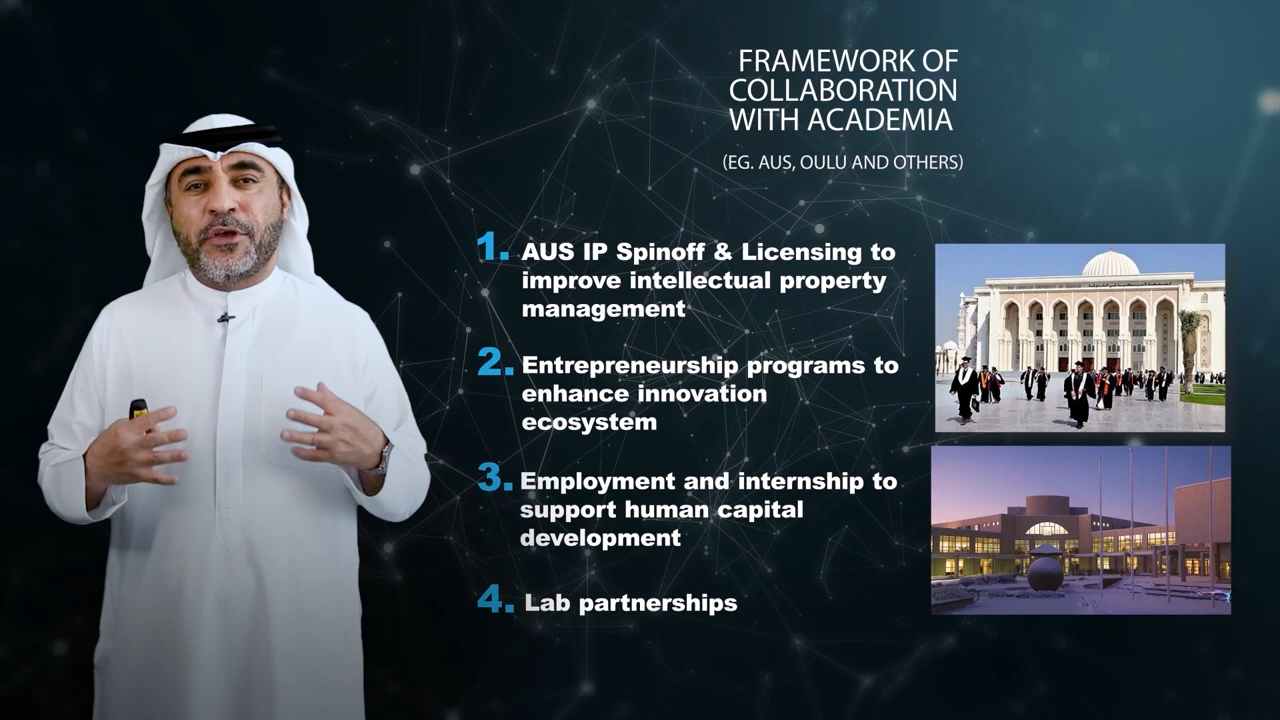 FRAMEWORK OF
COLLABORATION
WITH ACADEMIA
(EG. AUS, OULU AND OTHERS)
1. AUS IP Spinoff & Licensing to
improve intellectual property
management
2. Entrepreneurship programs to
enhance innovation
ecosystem
3. Employment and internship to
support human capital
development
4. Lab partnerships